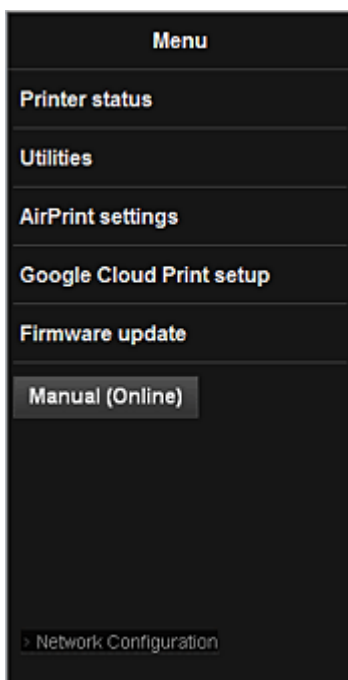 Menu
Printer status
Utilities
AirPrint settings
Google Cloud Print setup
Firmware update
Manual (Online)
› Network Configuration